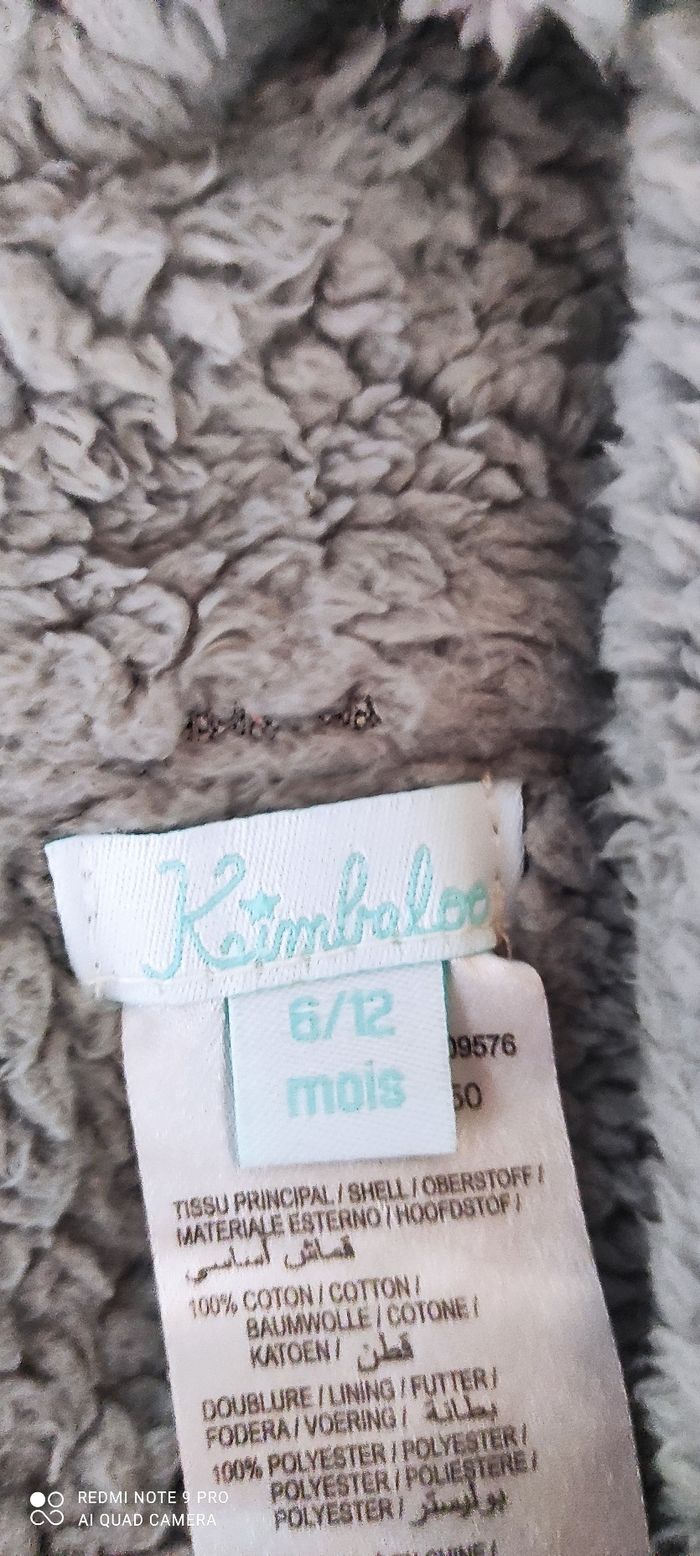 Kimbaloo
6/12
mois
09576
50
TISSU PRINCIPAL / SHELL / OBERSTOFF /
MATERIALE ESTERNO / HOOFDSTOF /
قماش أساسي
100% COTON / COTTON /
BAUMWOLLE / COTONE /
KATOEN / قطن
DOUBLURE / LINING / FUTTER /
FODERA / VOERING / بطانة
100% POLYESTER / POLYESTER /
POLYESTER / POLIESTERE /
POLYESTER / بوليستر
REDMI NOTE 9 PRO
AI QUAD CAMERA